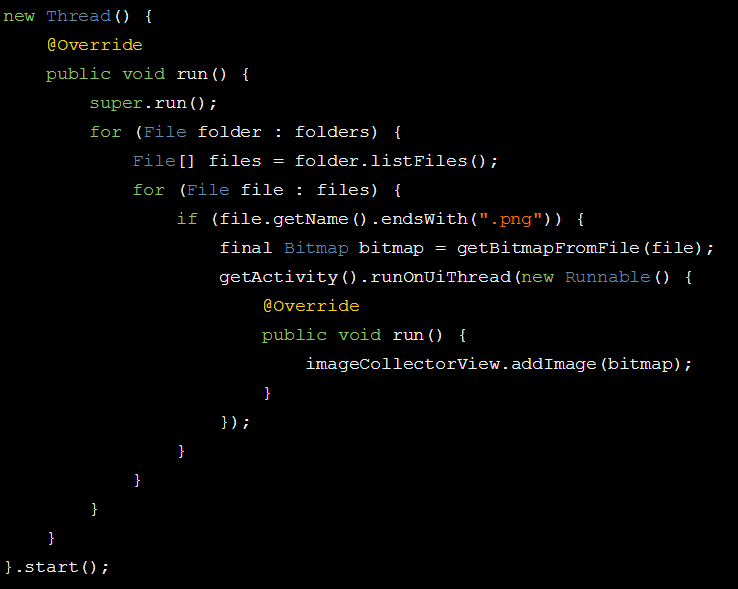 new Thread() {
    @Override
    public void run() {
        super.run();
        for (File folder : folders) {
            File[] files = folder.listFiles();
            for (File file : files) {
                if (file.getName().endsWith(".png")) {
                    final Bitmap bitmap = getBitmapFromFile(file);
                    getActivity().runOnUiThread(new Runnable() {
                        @Override
                        public void run() {
                            imageCollectorView.addImage(bitmap);
                        }
                    });
                }
            }
        }
    }
}.start();